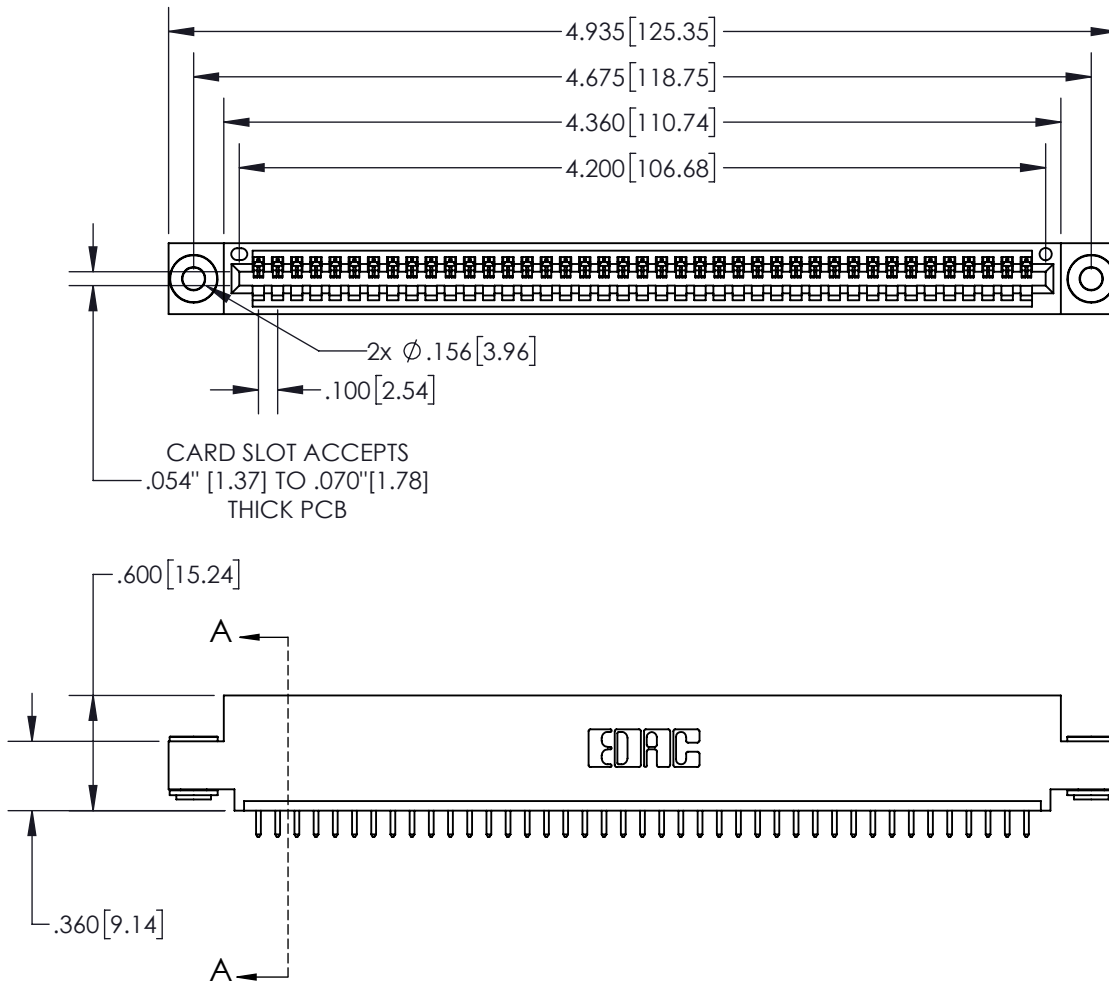 4.935[125.35]
4.675[118.75]
4.360[110.74]
4.200[106.68]
2x Ø.156[3.96]
.100[2.54]
CARD SLOT ACCEPTS
.054" [1.37] TO .070"[1.78]
THICK PCB
.600[15.24]
A
EDAC
.360[9.14]
A